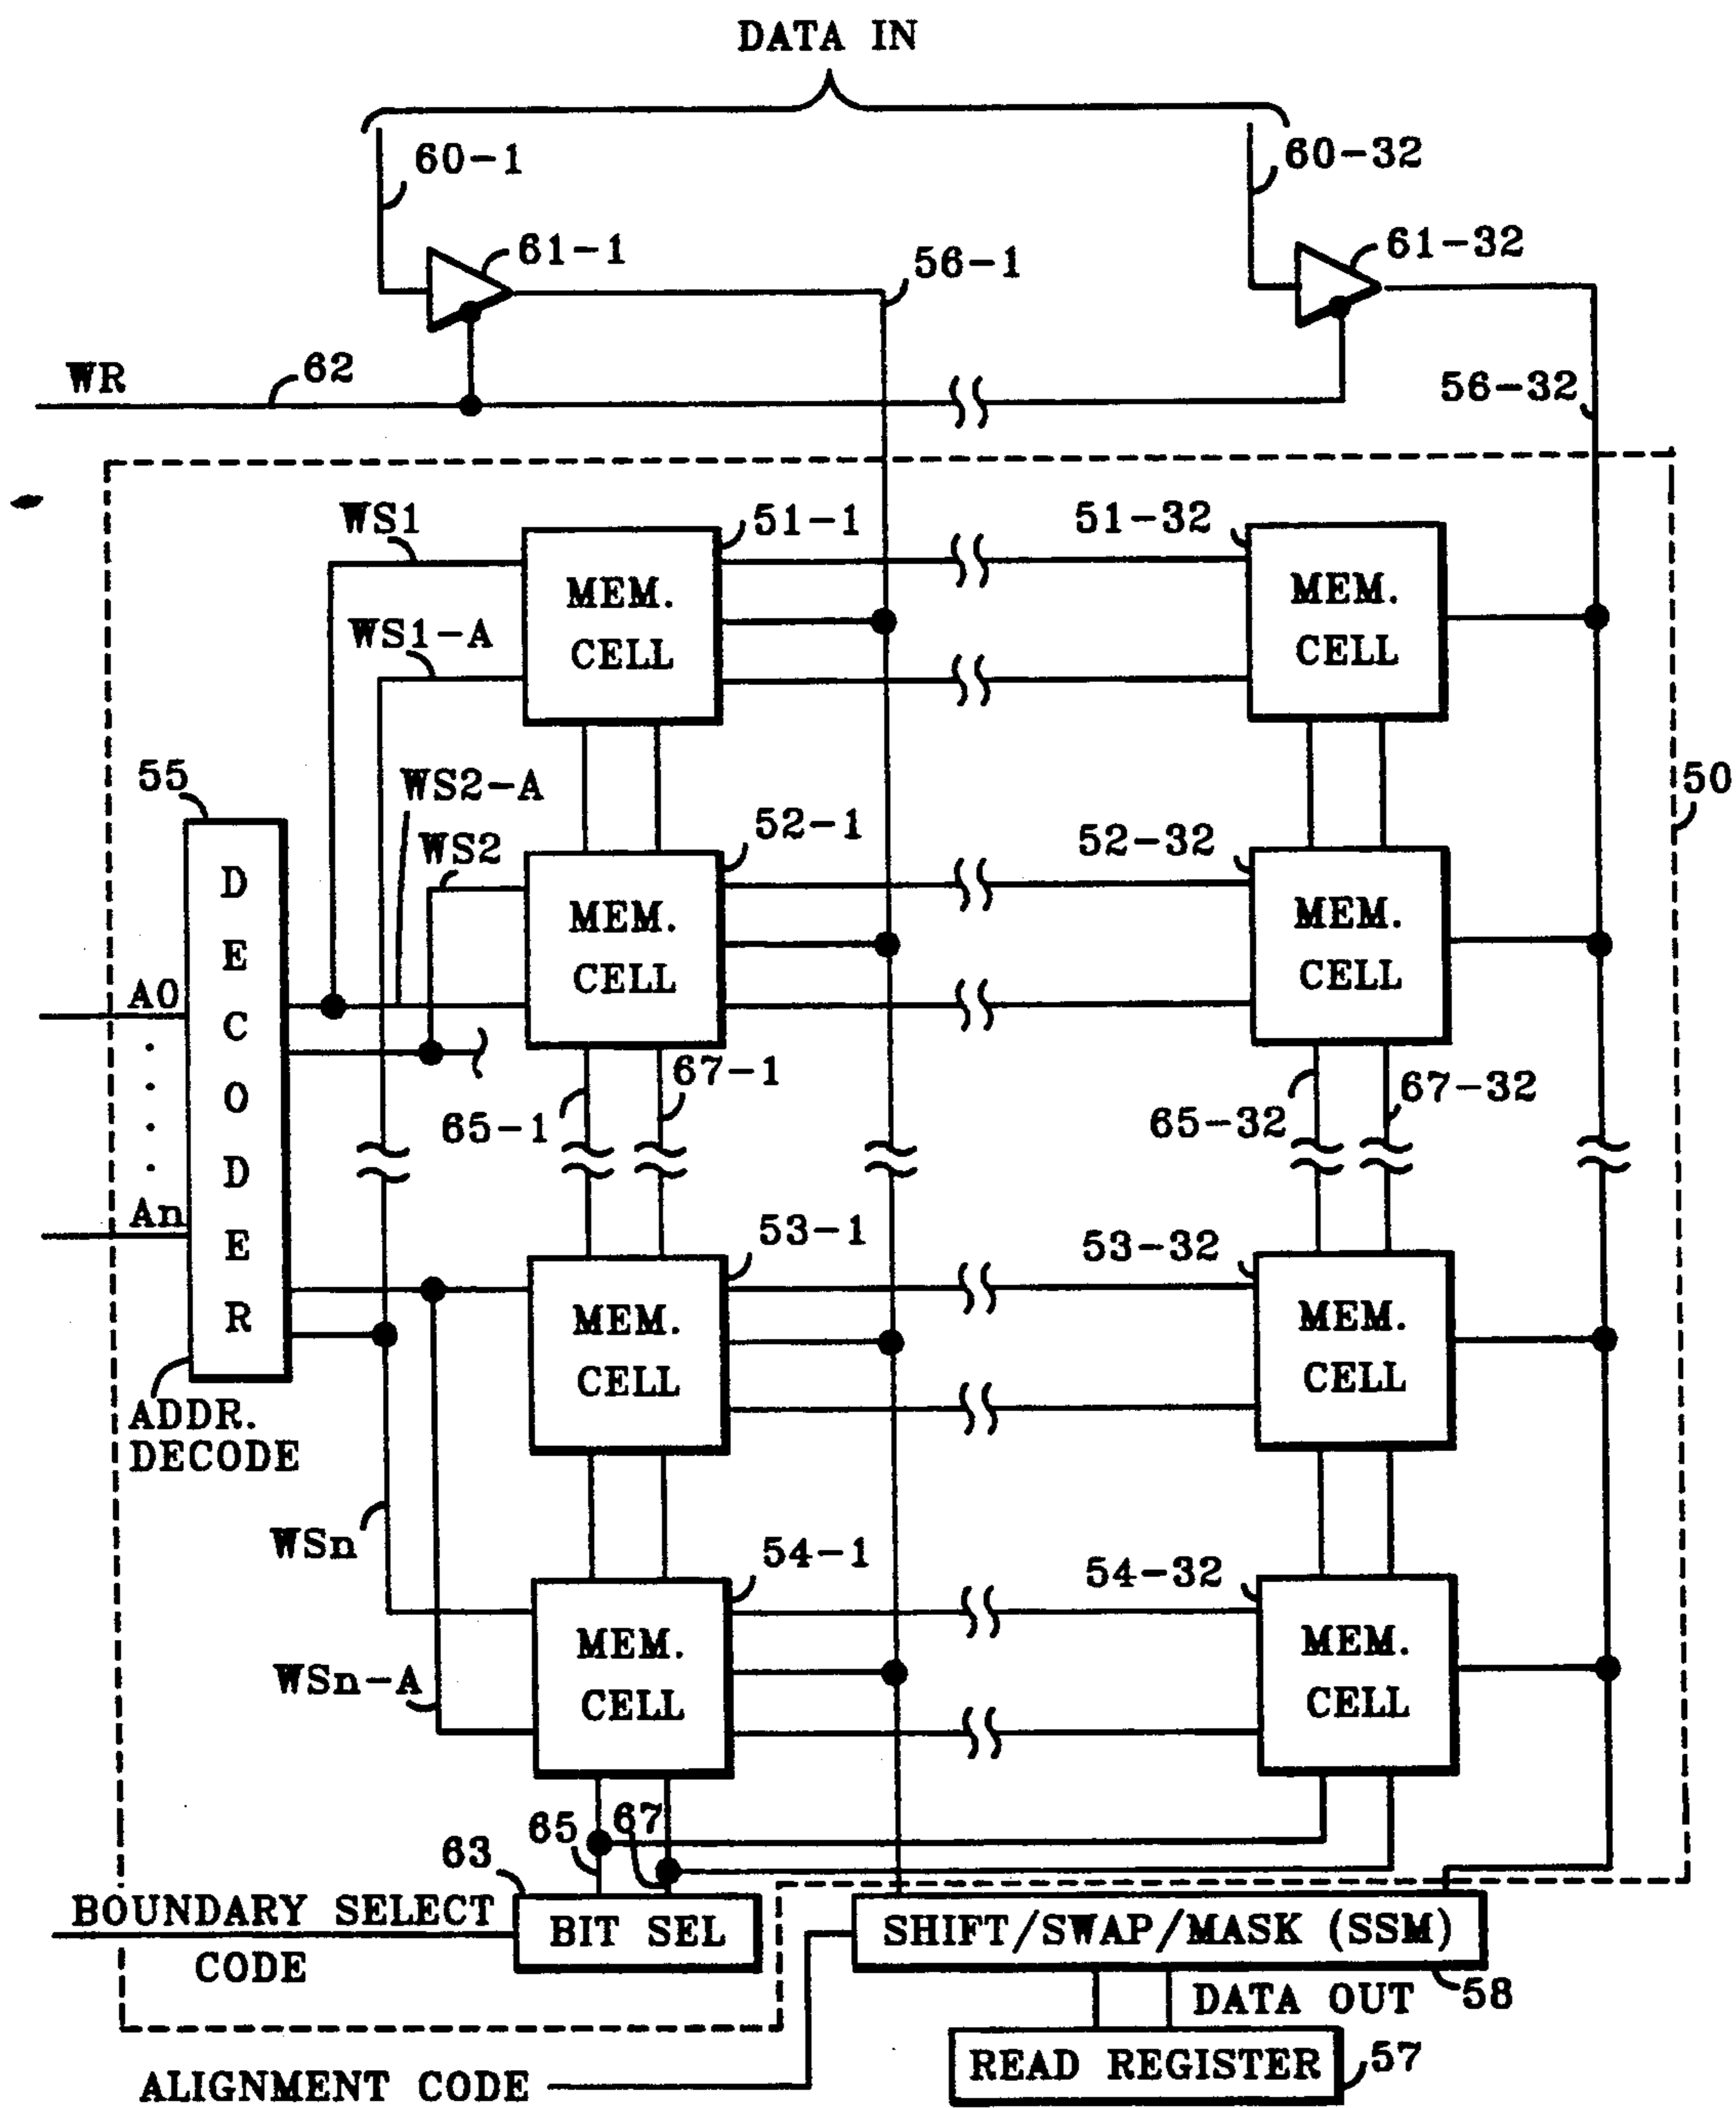 DATA IN
60-1
60-32
61-1
61-32
56-1
WR
62
56-32
WS1
51-1
51-32
MEM.
CELL
MEM.
CELL
WS1-A
55
WS2-A
50
52-1
52-32
WS2
MEM.
CELL
MEM.
CELL
DECODER
A0
67-1
67-32
65-1
65-32
An
53-1
53-32
MEM.
CELL
MEM.
CELL
ADDR.
DECODE
WSn
54-1
54-32
MEM.
CELL
MEM.
CELL
WSn-A
65
67
63
BOUNDARY SELECT
CODE
BIT SEL
SHIFT/SWAP/MASK (SSM)
58
DATA OUT
ALIGNMENT CODE
READ REGISTER
57